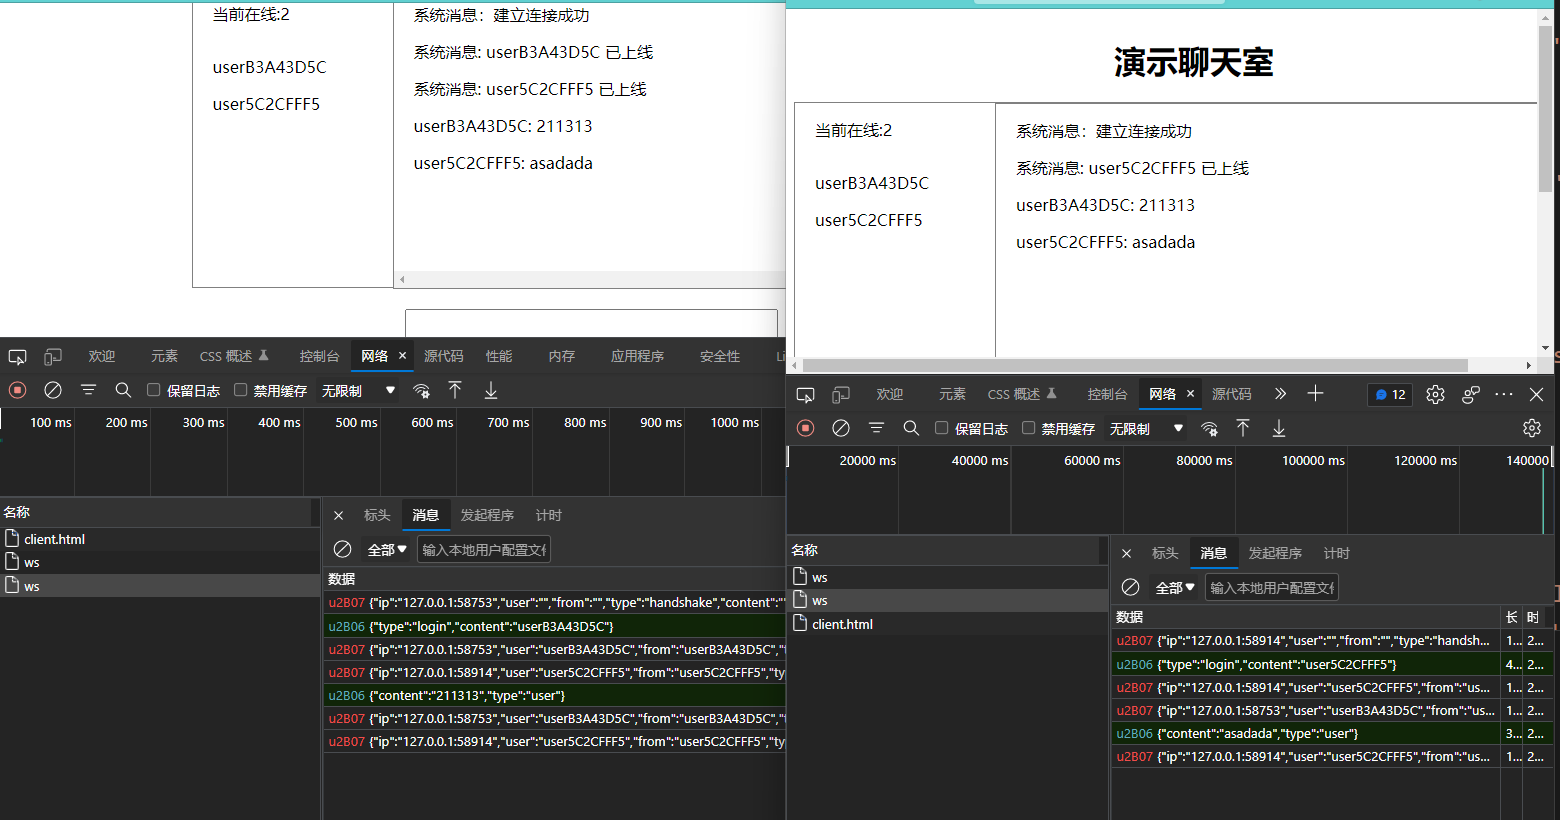 当前在线:2
userB3A43D5C
user5C2CFFF5
系统消息：建立连接成功
系统消息: userB3A43D5C 已上线
系统消息: user5C2CFFF5 已上线
userB3A43D5C: 211313
user5C2CFFF5: asadada
欢迎 元素 CSS 概述 控制台 网络 × 源代码 性能 内存 应用程序 安全性 Li
保留日志 禁用缓存 无限制
100 ms 200 ms 300 ms 400 ms 500 ms 600 ms 700 ms 800 ms 900 ms 1000 ms
名称
client.html
ws
ws
× 标头 消息 发起程序 计时
全部 输入本地用户配置文件
数据
u2B07 {"ip":"127.0.0.1:58753","user":"","from":"","type":"handshake","content":"
u2B06 {"type":"login","content":"userB3A43D5C"}
u2B07 {"ip":"127.0.0.1:58753","user":"userB3A43D5C","from":"userB3A43D5C","t
u2B07 {"ip":"127.0.0.1:58914","user":"user5C2CFFF5","from":"user5C2CFFF5","ty
u2B06 {"content":"211313","type":"user"}
u2B07 {"ip":"127.0.0.1:58753","user":"userB3A43D5C","from":"userB3A43D5C","t
u2B07 {"ip":"127.0.0.1:58914","user":"user5C2CFFF5","from":"user5C2CFFF5","ty
演示聊天室
当前在线:2
userB3A43D5C
user5C2CFFF5
系统消息：建立连接成功
系统消息: user5C2CFFF5 已上线
userB3A43D5C: 211313
user5C2CFFF5: asadada
欢迎 元素 CSS 概述 控制台 网络 × 源代码 12
保留日志 禁用缓存 无限制
20000 ms 40000 ms 60000 ms 80000 ms 100000 ms 120000 ms 140000
名称
ws
ws
client.html
× 标头 消息 发起程序 计时
全部 输入本地用户配置文件
数据 长 时
u2B07 {"ip":"127.0.0.1:58914","user":"","from":"","type":"handsh... 1... 2...
u2B06 {"type":"login","content":"user5C2CFFF5"} 4... 2...
u2B07 {"ip":"127.0.0.1:58914","user":"user5C2CFFF5","from":"us... 1... 2...
u2B07 {"ip":"127.0.0.1:58753","user":"userB3A43D5C","from":"us... 1... 2...
u2B06 {"content":"asadada","type":"user"} 3... 2...
u2B07 {"ip":"127.0.0.1:58914","user":"user5C2CFFF5","from":"us... 1... 2...